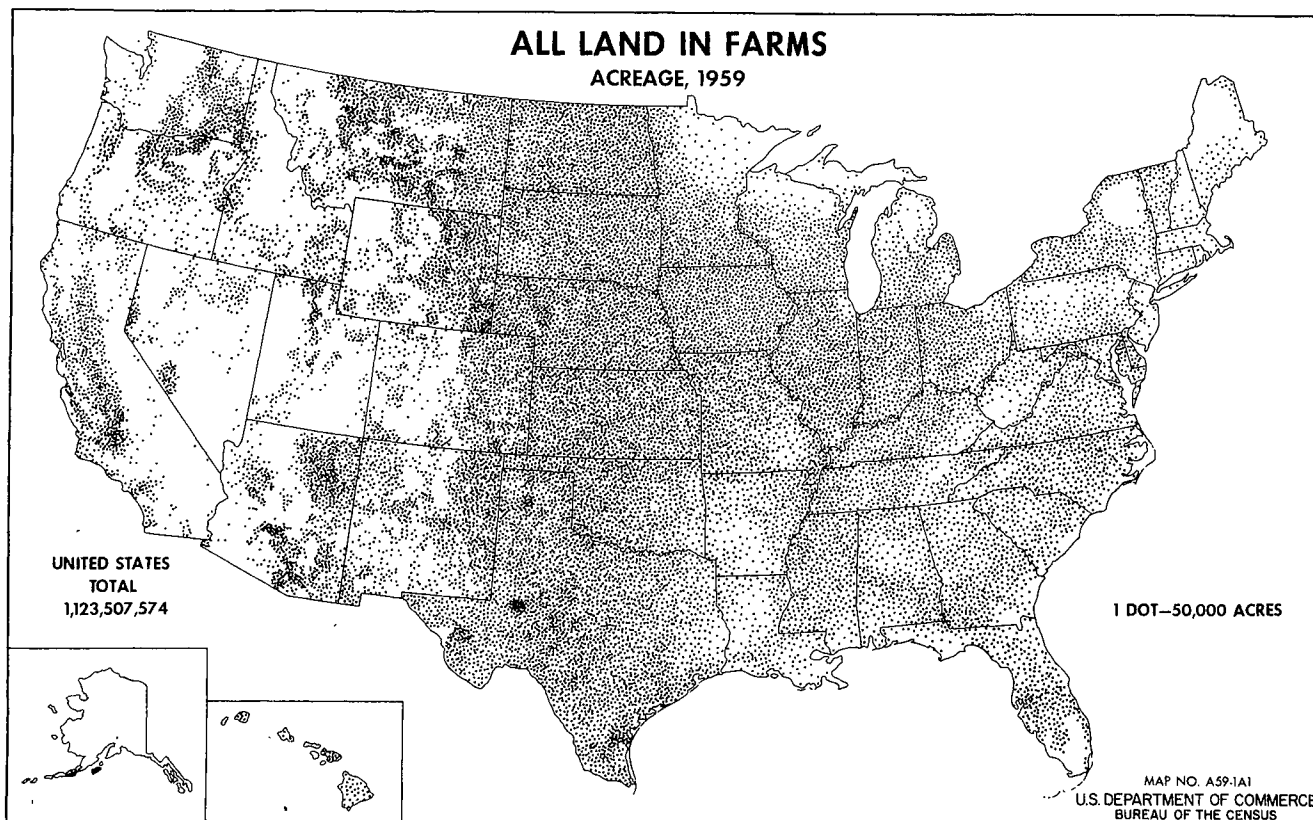 ALL LAND IN FARMS
ACREAGE, 1959
UNITED STATES
TOTAL
1,123,507,574
1 DOT—50,000 ACRES
MAP NO. A59-1A1
U.S. DEPARTMENT OF COMMERCE
BUREAU OF THE CENSUS